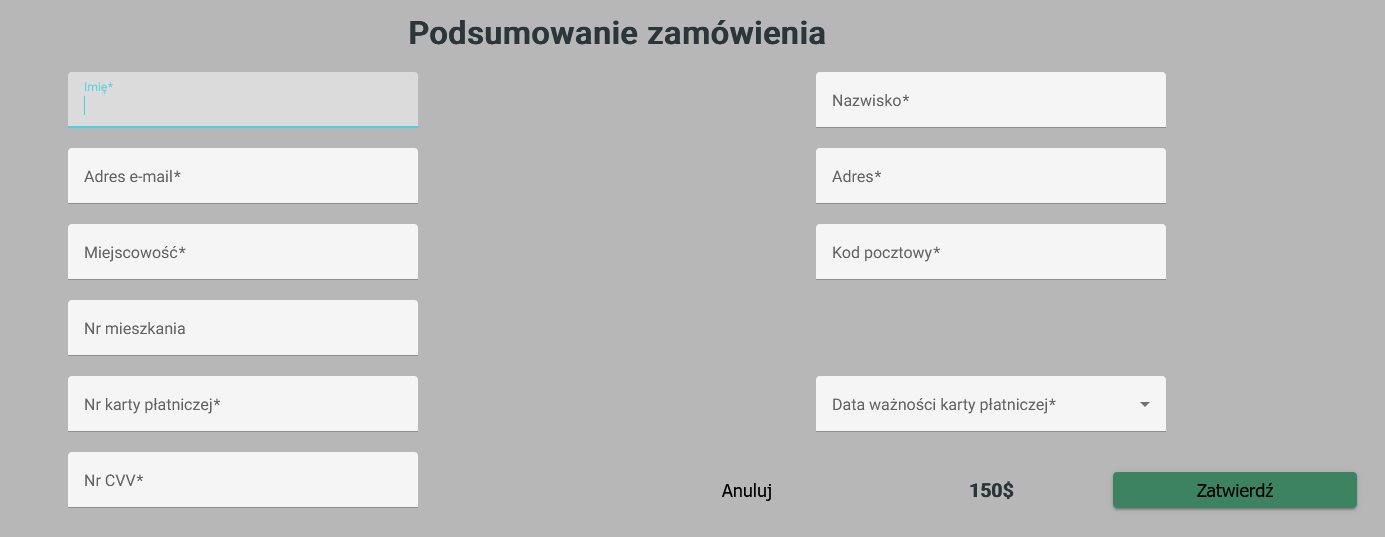 Podsumowanie zamówienia
Imię*
Nazwisko*
Adres e-mail*
Adres*
Miejscowość*
Kod pocztowy*
Nr mieszkania
Nr karty płatniczej*
Data ważności karty płatniczej*
Nr CVV*
Anuluj
150$
Zatwierdź